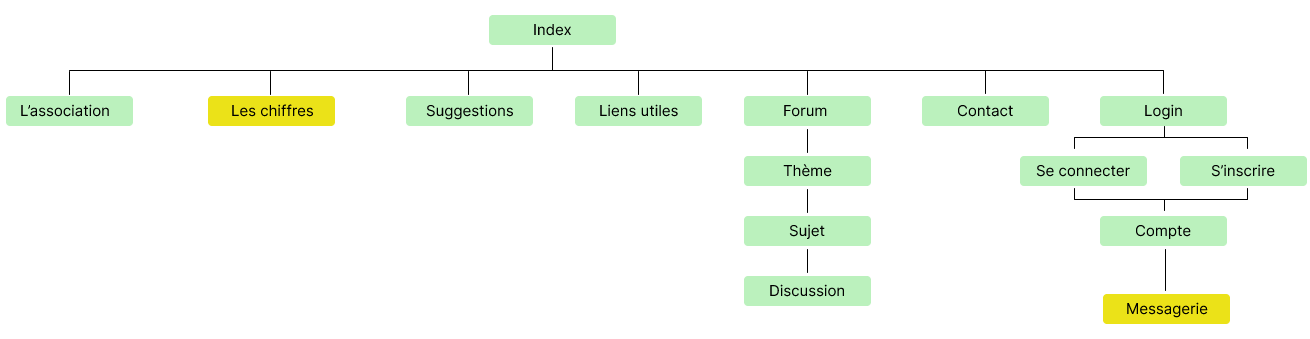 Index
L’association
Les chiffres
Suggestions
Liens utiles
Forum
Contact
Login
Thème
Se connecter
S’inscrire
Sujet
Compte
Discussion
Messagerie